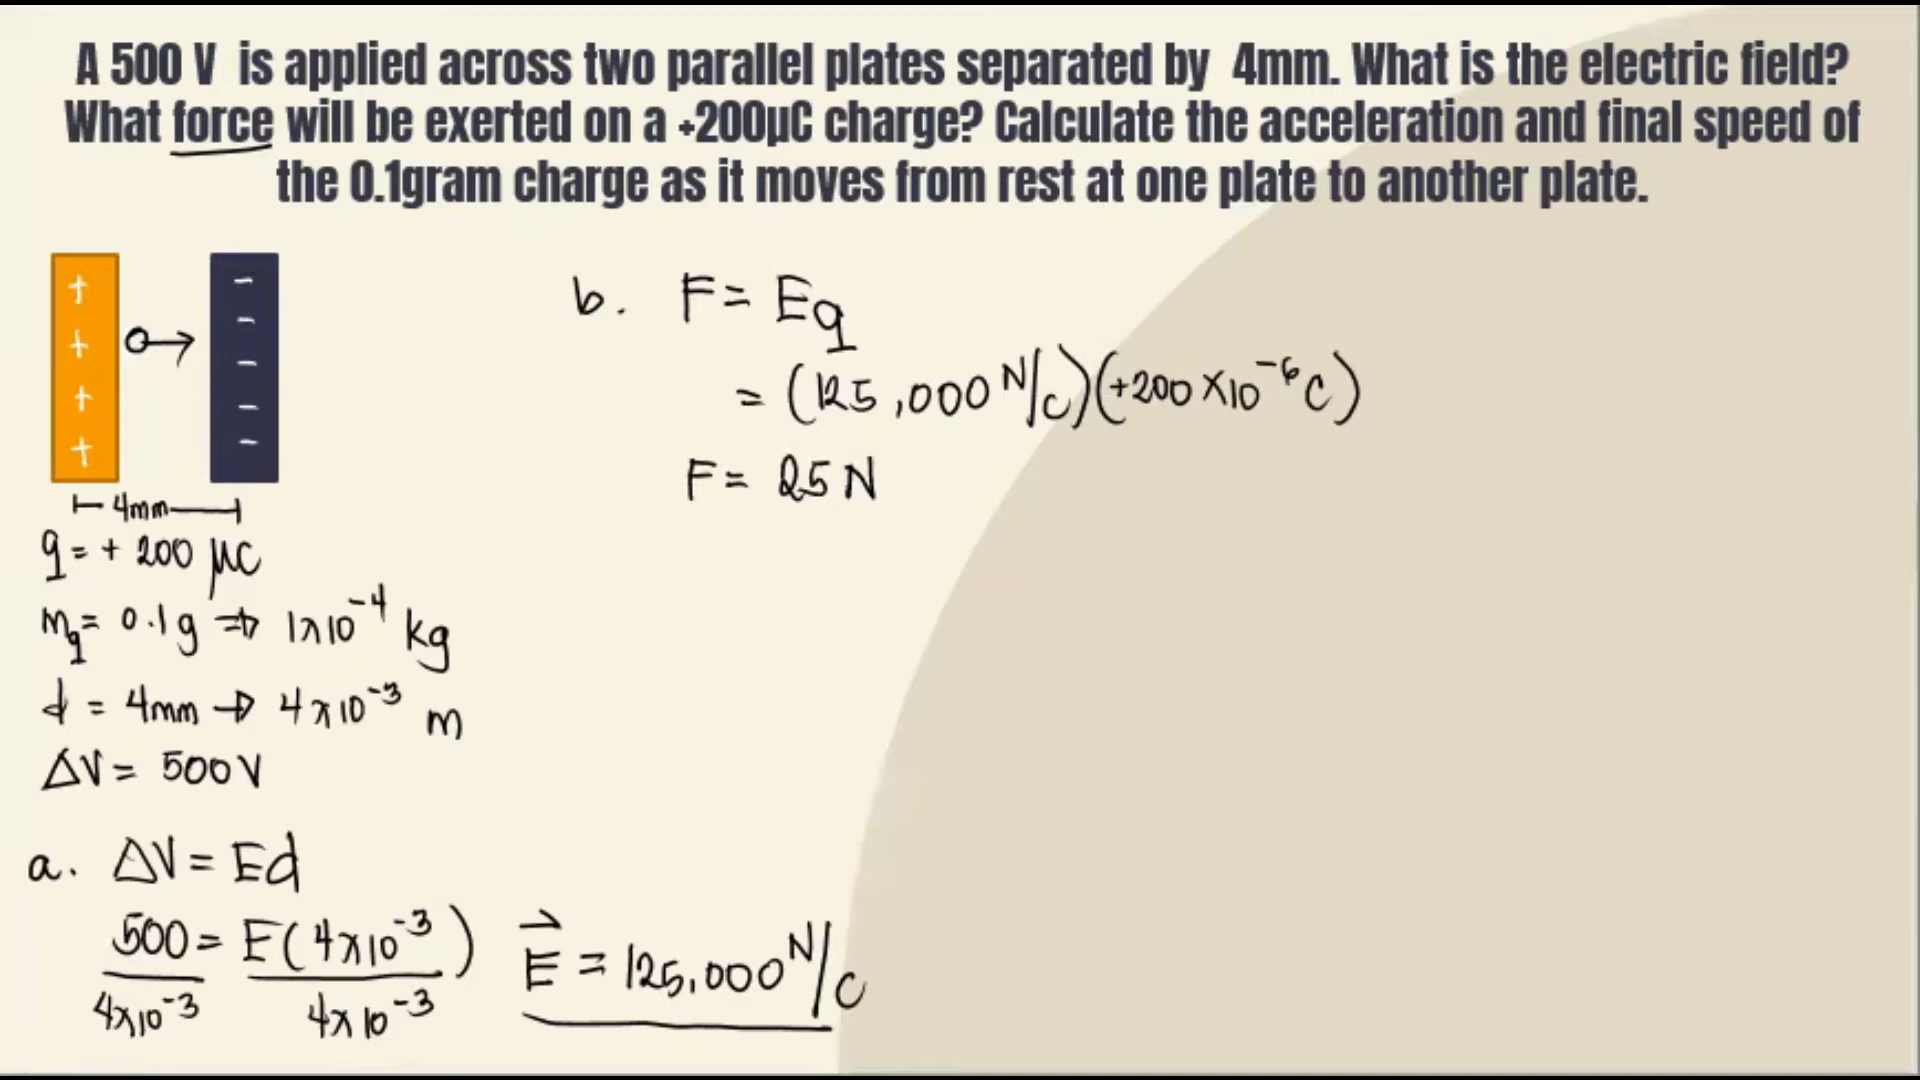 A 500 V is applied across two parallel plates separated by 4mm. What is the electric field?
What force will be exerted on a +200µC charge? Calculate the acceleration and final speed of
the 0.1gram charge as it moves from rest at one plate to another plate.
+ -
+ -
+ -
+ -
-
4mm
q = + 200 µC
m_q = 0.1g ⇒ 1x10^-4 kg
d = 4mm → 4x10^-3 m
ΔV = 500V
a. ΔV = Ed
500 = E(4x10^-3)
4x10^-3 4x10^-3
E⃗ = 125,000 N/C
b. F = Eq
= (125,000 N/C)(+200 x10^-6 C)
F = 25 N